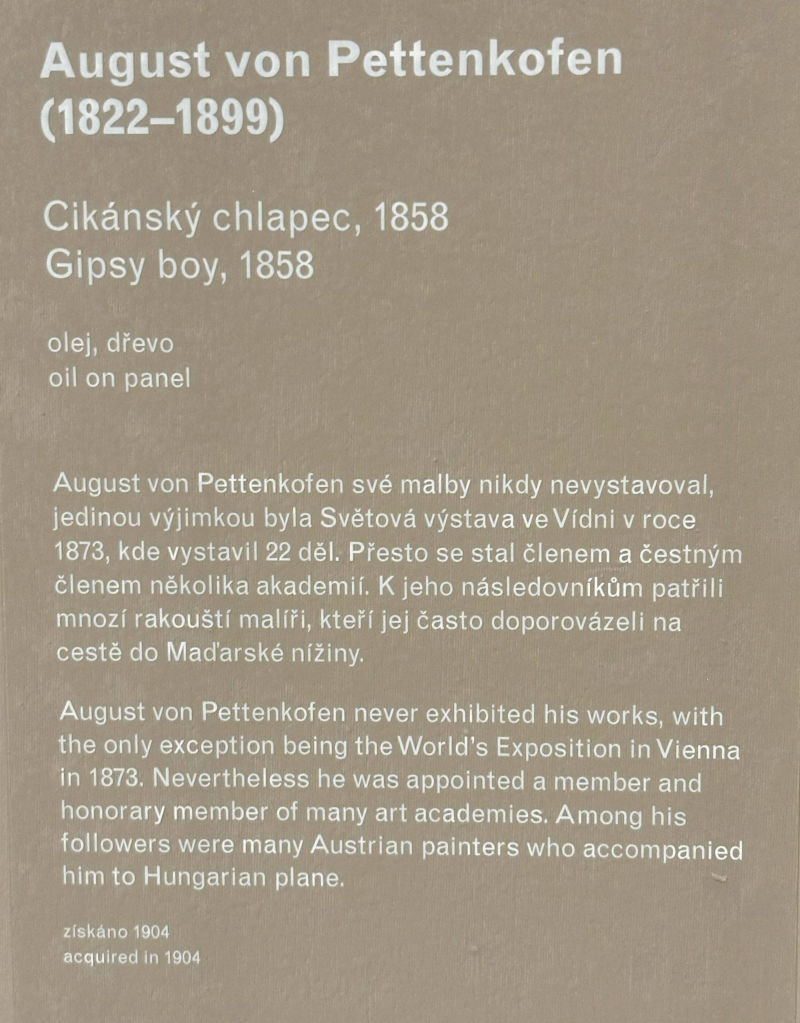 August von Pettenkofen
(1822–1899)
Cikánský chlapec, 1858
Gipsy boy, 1858
olej, dřevo
oil on panel
August von Pettenkofen své malby nikdy nevystavoval,
jedinou výjimkou byla Světová výstava ve Vídni v roce
1873, kde vystavil 22 děl. Přesto se stal členem a čestným
členem několika akademií. K jeho následovníkům patřili
mnozí rakouští malíři, kteří jej často doporovázeli na
cestě do Maďarské nížiny.
August von Pettenkofen never exhibited his works, with
the only exception being the World's Exposition in Vienna
in 1873. Nevertheless he was appointed a member and
honorary member of many art academies. Among his
followers were many Austrian painters who accompanied
him to Hungarian plane.
získáno 1904
acquired in 1904